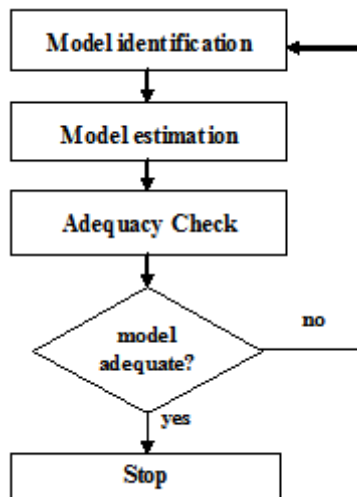 Model identification
Model estimation
Adequacy Check
model
adequate?
no
yes
Stop